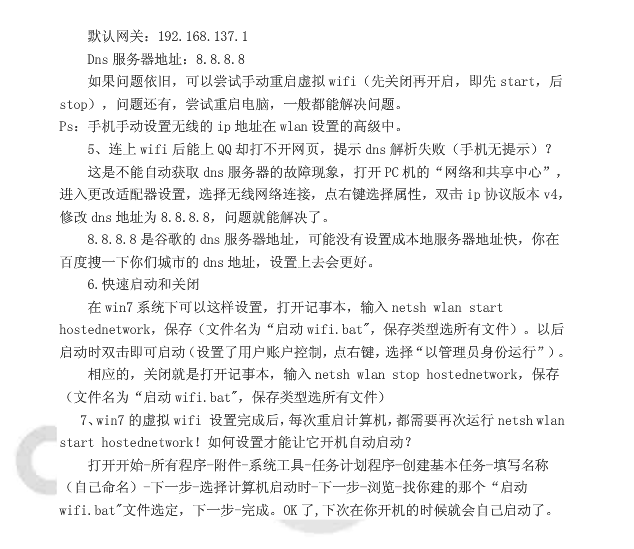 默认网关：192.168.137.1
Dns 服务器地址：8.8.8.8
如果问题依旧，可以尝试手动重启虚拟 wifi（先关闭再开启，即先 start，后
stop），问题还有，尝试重启电脑，一般都能解决问题。
Ps：手机手动设置无线的 ip 地址在 wlan 设置的高级中。
5、连上 wifi 后能上 QQ 却打不开网页，提示 dns 解析失败（手机无提示）？
这是不能自动获取 dns 服务器的故障现象，打开 PC 机的“网络和共享中心”，
进入更改适配器设置，选择无线网络连接，点右键选择属性，双击 ip 协议版本 v4，
修改 dns 地址为 8.8.8.8，问题就能解决了。
8.8.8.8 是谷歌的 dns 服务器地址，可能没有设置成本地服务器地址快，你在
百度搜一下你们城市的 dns 地址，设置上去会更好。
6.快速启动和关闭
在 win7 系统下可以这样设置，打开记事本，输入 netsh wlan start
hostednetwork，保存（文件名为“启动 wifi.bat"，保存类型选所有文件）。以后
启动时双击即可启动（设置了用户账户控制，点右键，选择“以管理员身份运行”）。
相应的，关闭就是打开记事本，输入 netsh wlan stop hostednetwork，保存
（文件名为“启动 wifi.bat"，保存类型选所有文件）
7、win7 的虚拟 wifi 设置完成后，每次重启计算机，都需要再次运行 netsh wlan
start hostednetwork！如何设置才能让它开机自动启动？
打开开始-所有程序-附件-系统工具-任务计划程序-创建基本任务-填写名称
（自己命名）-下一步-选择计算机启动时-下一步-浏览-找你建的那个“启动
wifi.bat"文件选定，下一步-完成。OK 了，下次在你开机的时候就会自己启动了。